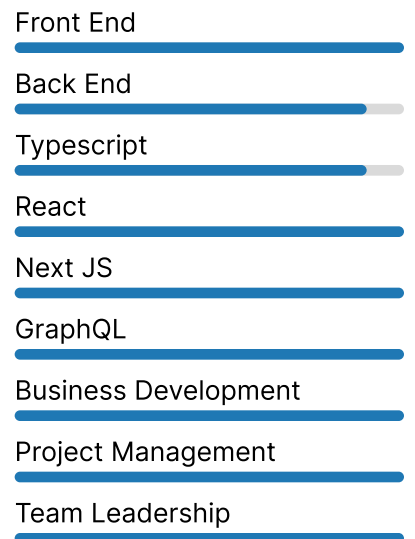 Front End
Back End
Typescript
React
Next JS
GraphQL
Business Development
Project Management
Team Leadership